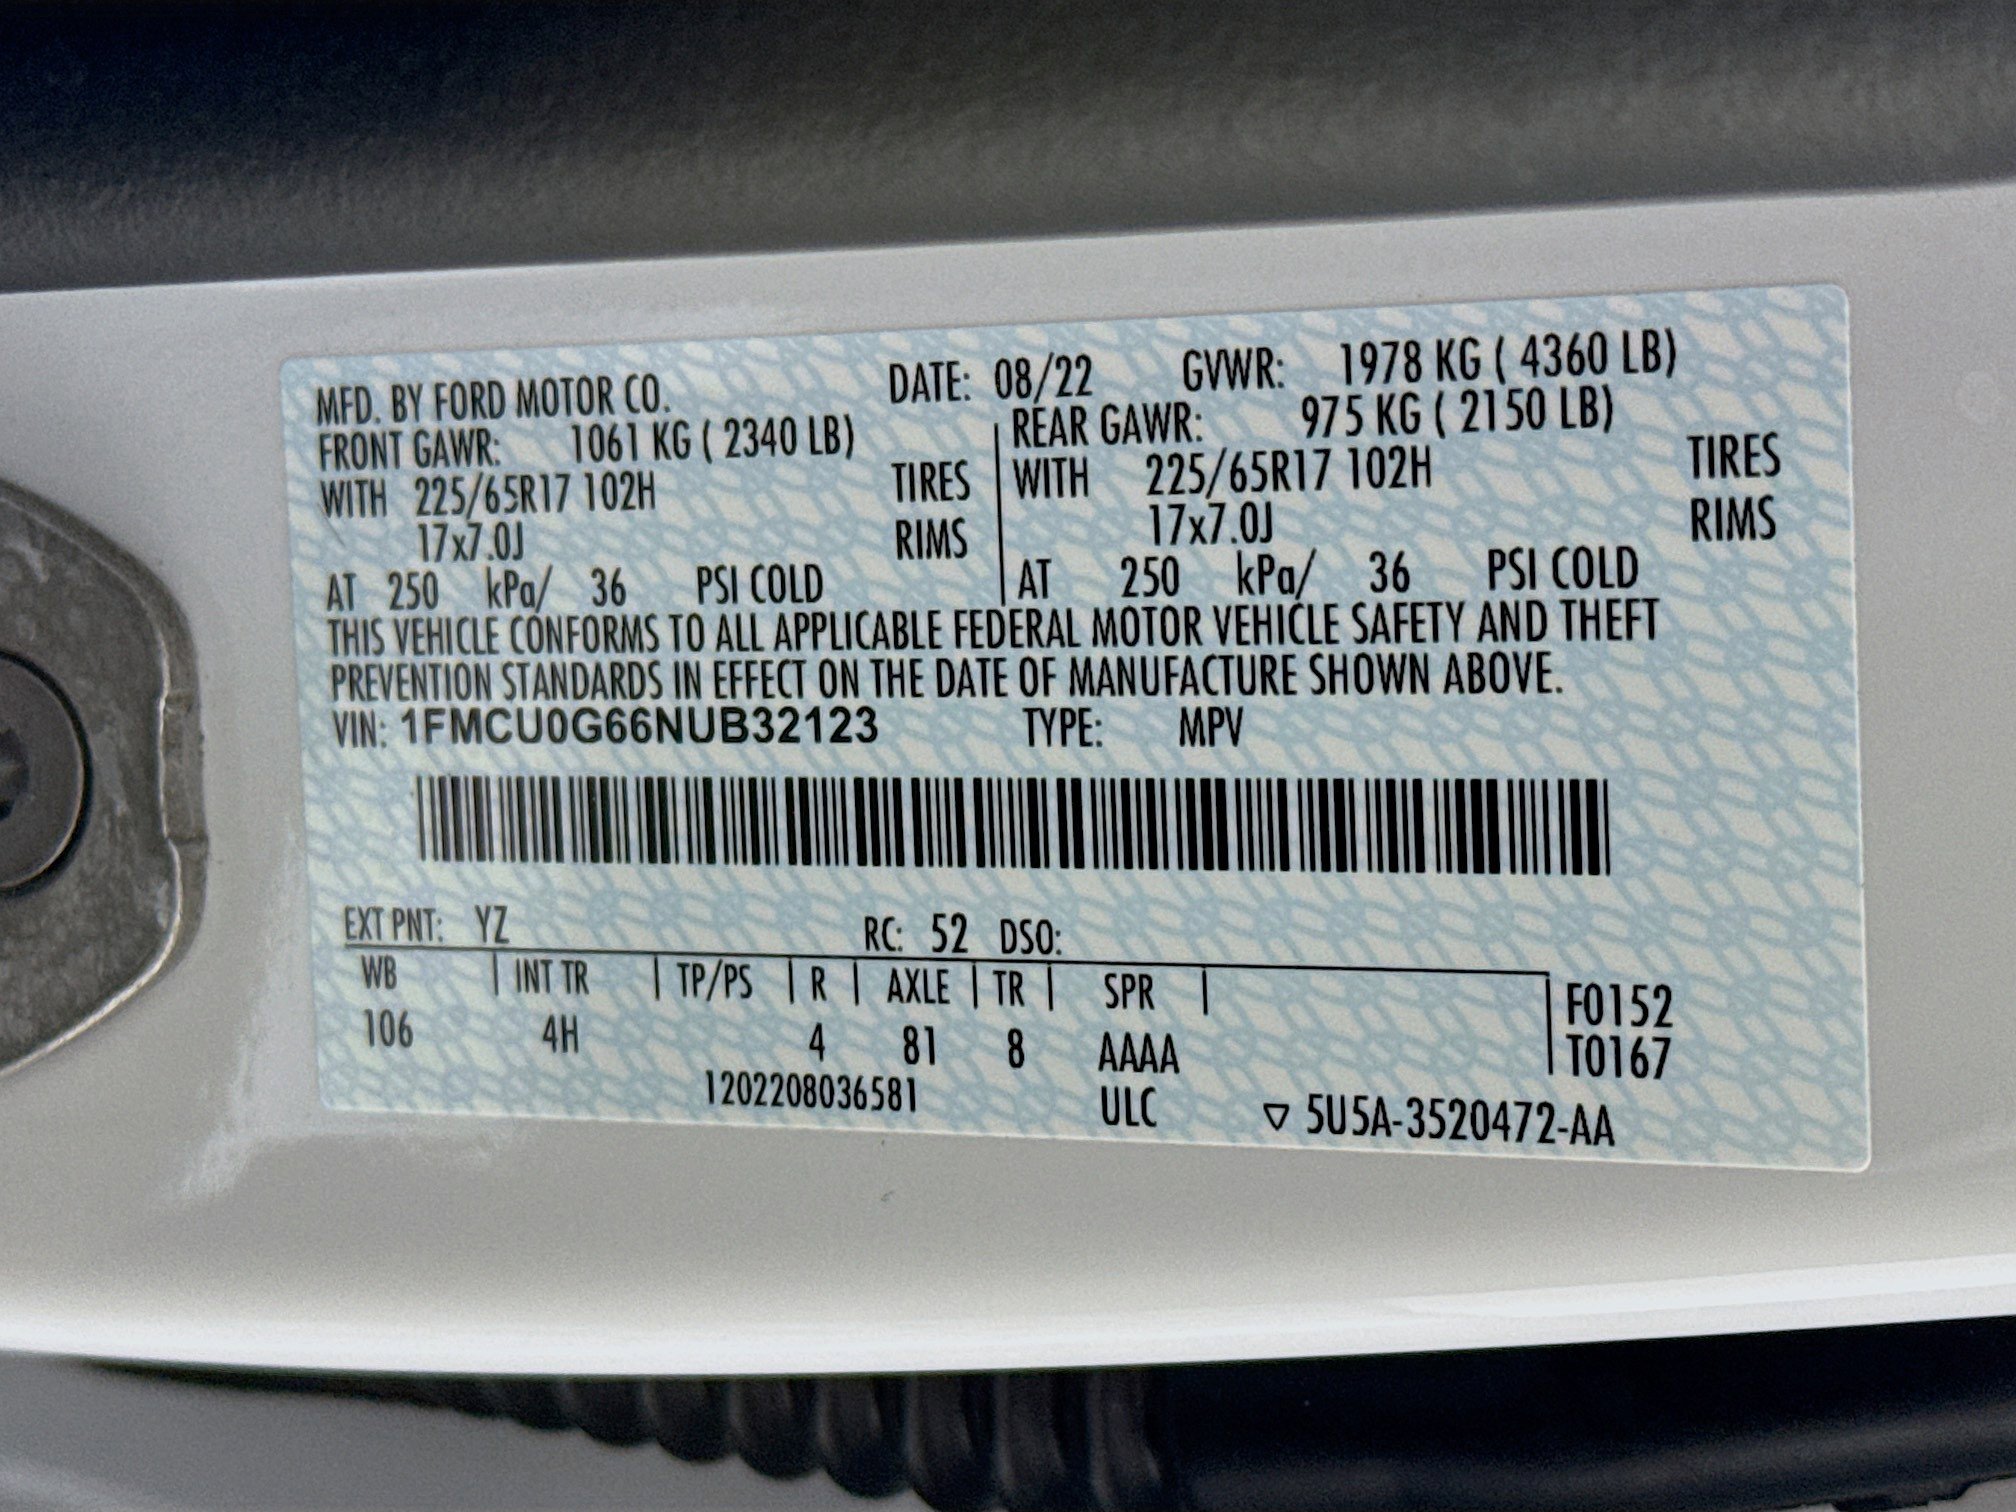 MFD. BY FORD MOTOR CO. DATE: 08/22 GVWR: 1978 KG ( 4360 LB)
FRONT GAWR: 1061 KG ( 2340 LB) REAR GAWR: 975 KG ( 2150 LB)
WITH 225/65R17 102H TIRES WITH 225/65R17 102H TIRES
17x7.0J RIMS 17x7.0J RIMS
AT 250 kPa/ 36 PSI COLD AT 250 kPa/ 36 PSI COLD
THIS VEHICLE CONFORMS TO ALL APPLICABLE FEDERAL MOTOR VEHICLE SAFETY AND THEFT
PREVENTION STANDARDS IN EFFECT ON THE DATE OF MANUFACTURE SHOWN ABOVE.
VIN: 1FMCU0G66NUB32123 TYPE: MPV
EXT PNT: YZ RC: 52 DSO:
WB | INT TR | TP/PS | R | AXLE | TR | SPR | F0152
106 4H 4 81 8 AAAA T0167
1202208036581 ULC ▽ 5U5A-3520472-AA